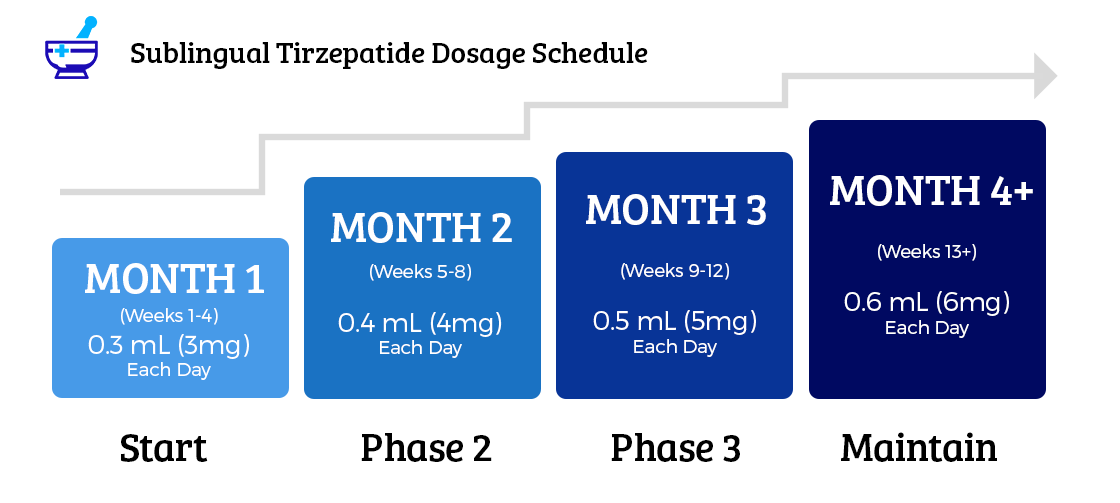 Sublingual Tirzepatide Dosage Schedule
MONTH 1
(Weeks 1-4)
0.3 mL (3mg)
Each Day
Start
MONTH 2
(Weeks 5-8)
0.4 mL (4mg)
Each Day
Phase 2
MONTH 3
(Weeks 9-12)
0.5 mL (5mg)
Each Day
Phase 3
MONTH 4+
(Weeks 13+)
0.6 mL (6mg)
Each Day
Maintain